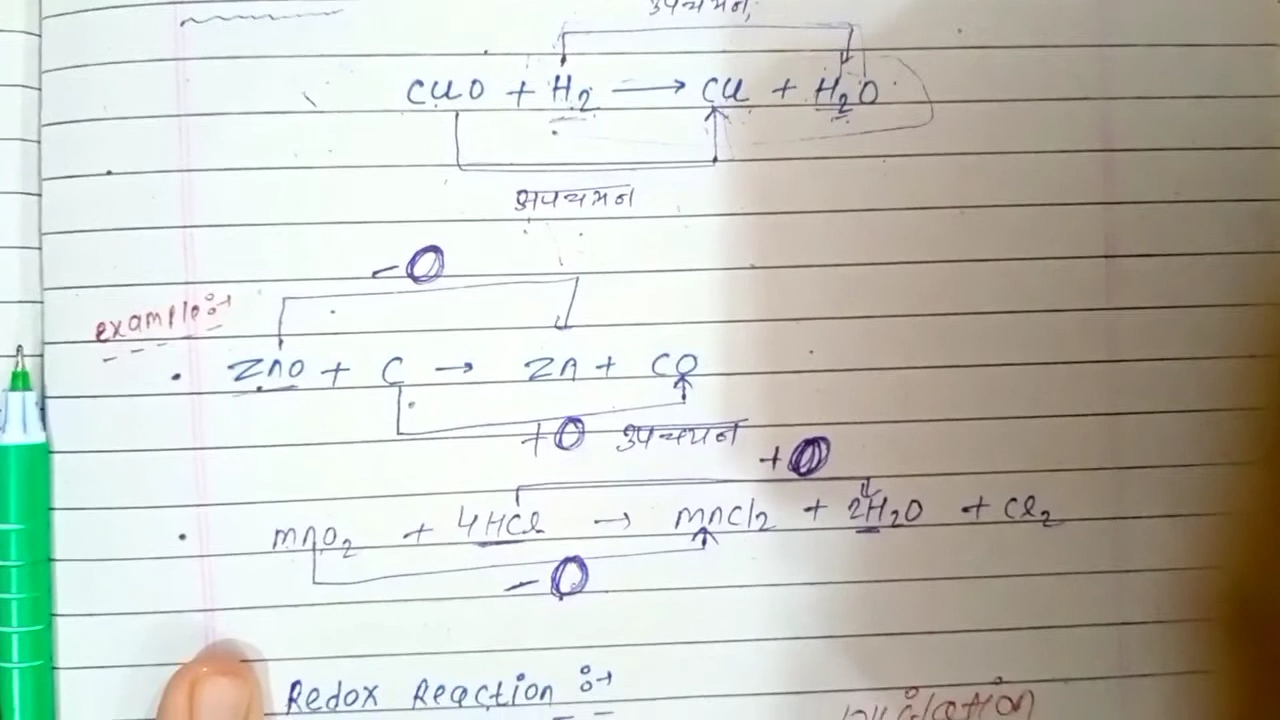 उपचयन
CUO + H2 → CU + H2O
अपचयन
- O
example :→
• ZnO + C → Zn + CO
+ O उपचयन
+ O
• mnO2 + 4HCl → mnCl2 + 2H2O + Cl2
- O
Redox Reaction :→